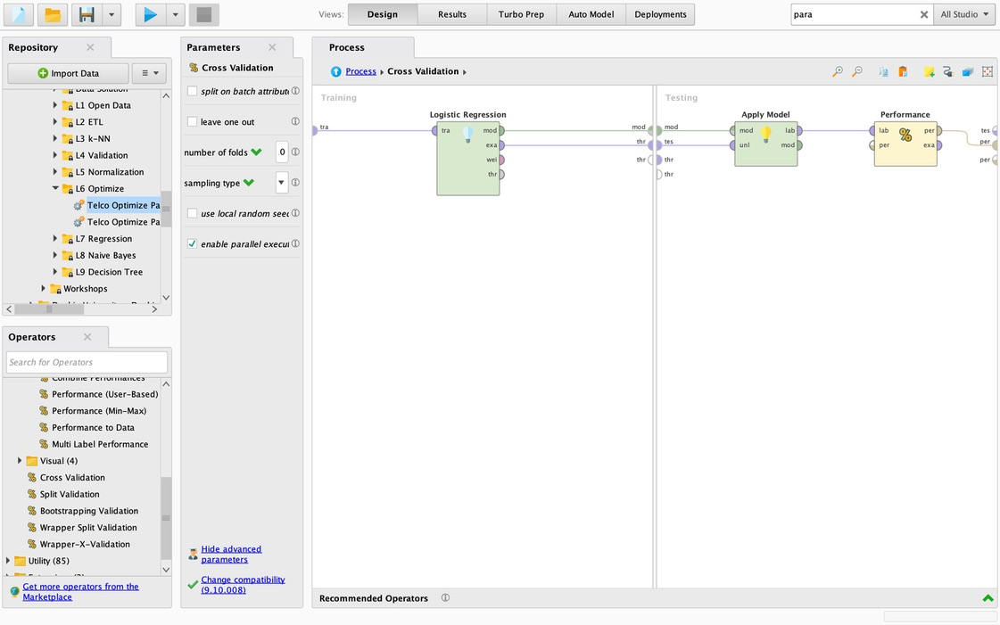 Views:
Design
Results
Turbo Prep
Auto Model
Deployments
para
All Studio
Repository
Import Data
L1 Open Data
L2 ETL
L3 k-NN
L4 Validation
L5 Normalization
L6 Optimize
Telco Optimize Pa
Telco Optimize Pa
L7 Regression
L8 Naive Bayes
L9 Decision Tree
Workshops
Operators
Search for Operators
Combine Performances
Performance (User-Based)
Performance (Min-Max)
Performance to Data
Multi Label Performance
Visual (4)
Cross Validation
Split Validation
Bootstrapping Validation
Wrapper Split Validation
Wrapper-X-Validation
Utility (85)
Get more operators from the
Marketplace
Parameters
Cross Validation
split on batch attribute
leave one out
number of folds
.0
sampling type
use local random seed
enable parallel execut
Hide advanced
parameters
Change compatibility
(9.10.008)
Process
Process
Cross Validation
Training
tra
Logistic Regression
tra
mod
exa
wei
thr
mod
thr
thr
Testing
mod
tes
thr
thr
Apply Model
mod
unl
lab
mod
Performance
lab
per
per
exa
tes
per
per
Recommended Operators